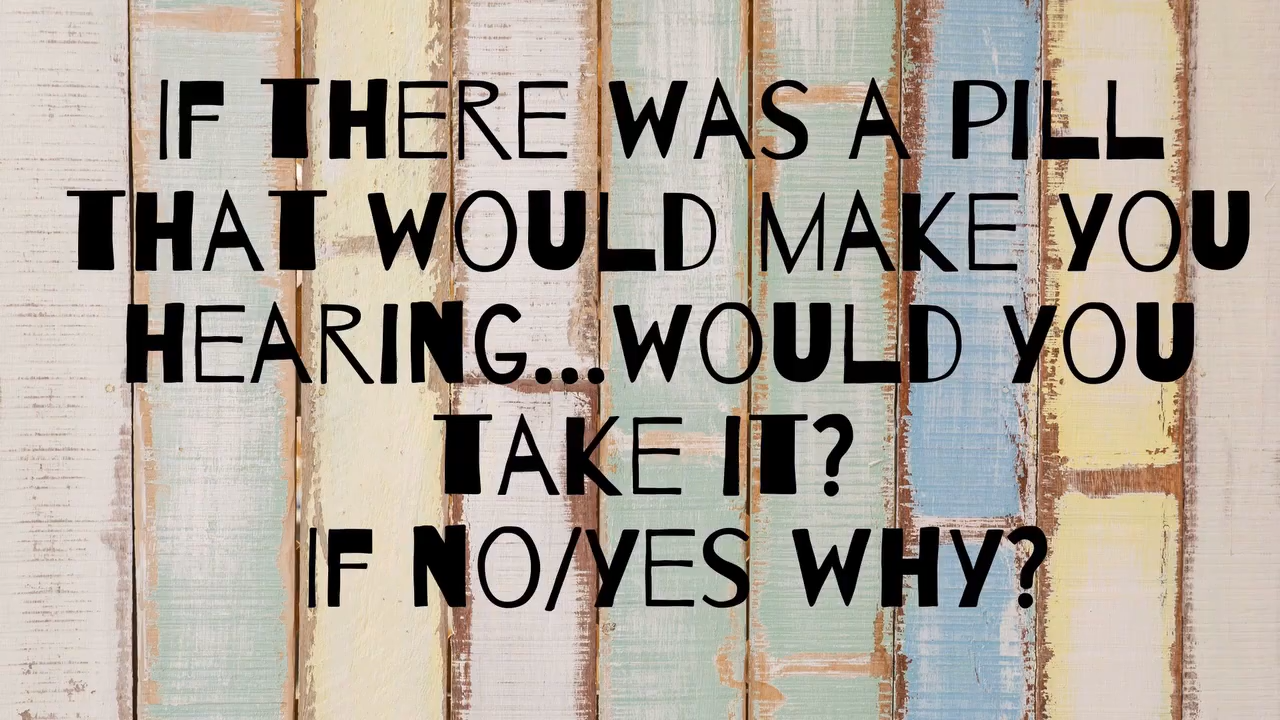 IF THERE WAS A PILL
THAT WOULD MAKE YOU
HEARING...WOULD YOU
TAKE IT?
IF NO/YES WHY?